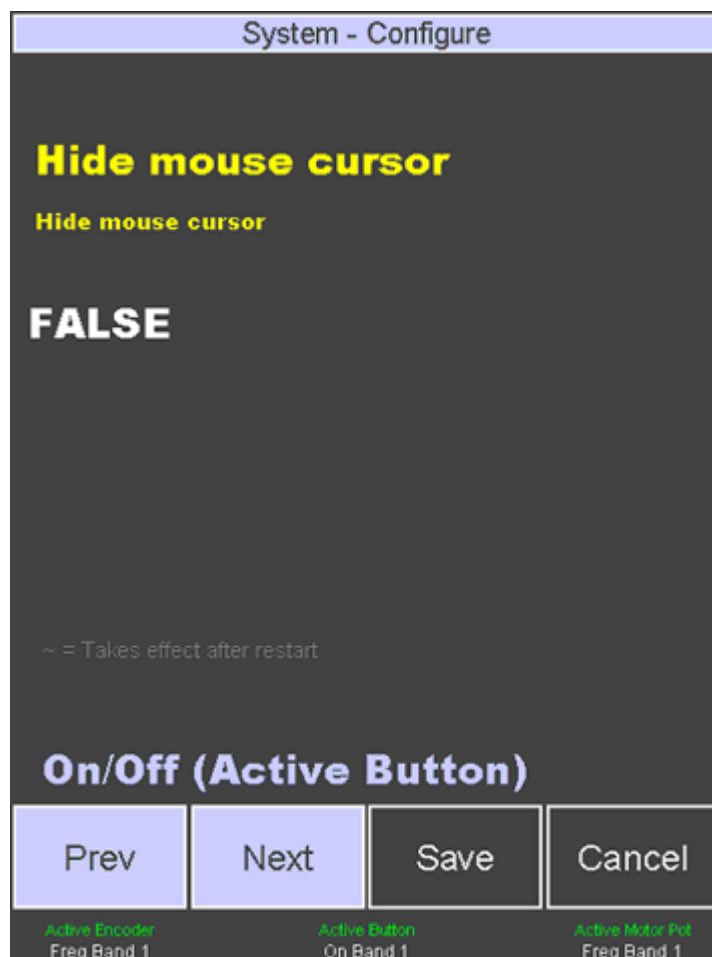 System - Configure
Hide mouse cursor
Hide mouse cursor
FALSE
~ = Takes effect after restart
On/Off (Active Button)
Prev Next Save Cancel
Active Encoder Active Button Active Motor Pot
Freq Band 1 On Band 1 Freq Band 1